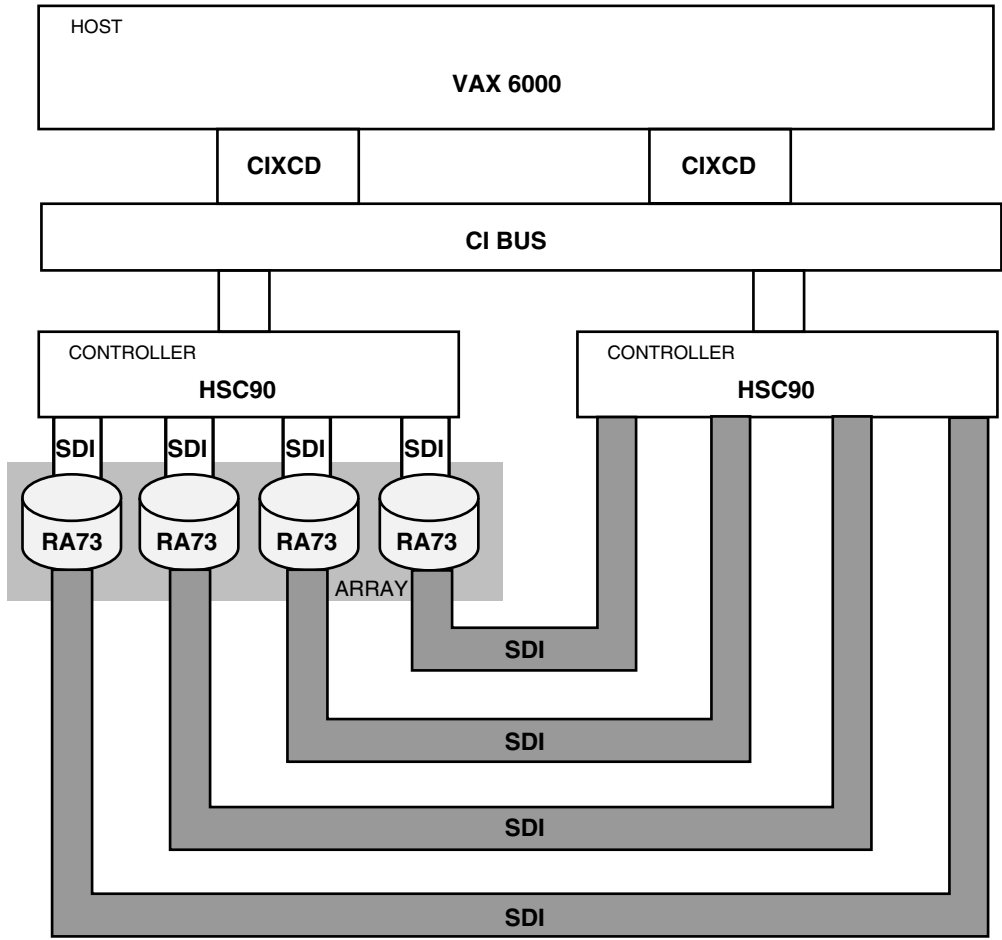 HOST
VAX 6000
CIXCD CIXCD
CI BUS
CONTROLLER CONTROLLER
HSC90 HSC90
SDI SDI SDI SDI
RA73 RA73 RA73 RA73
ARRAY
SDI
SDI
SDI
SDI